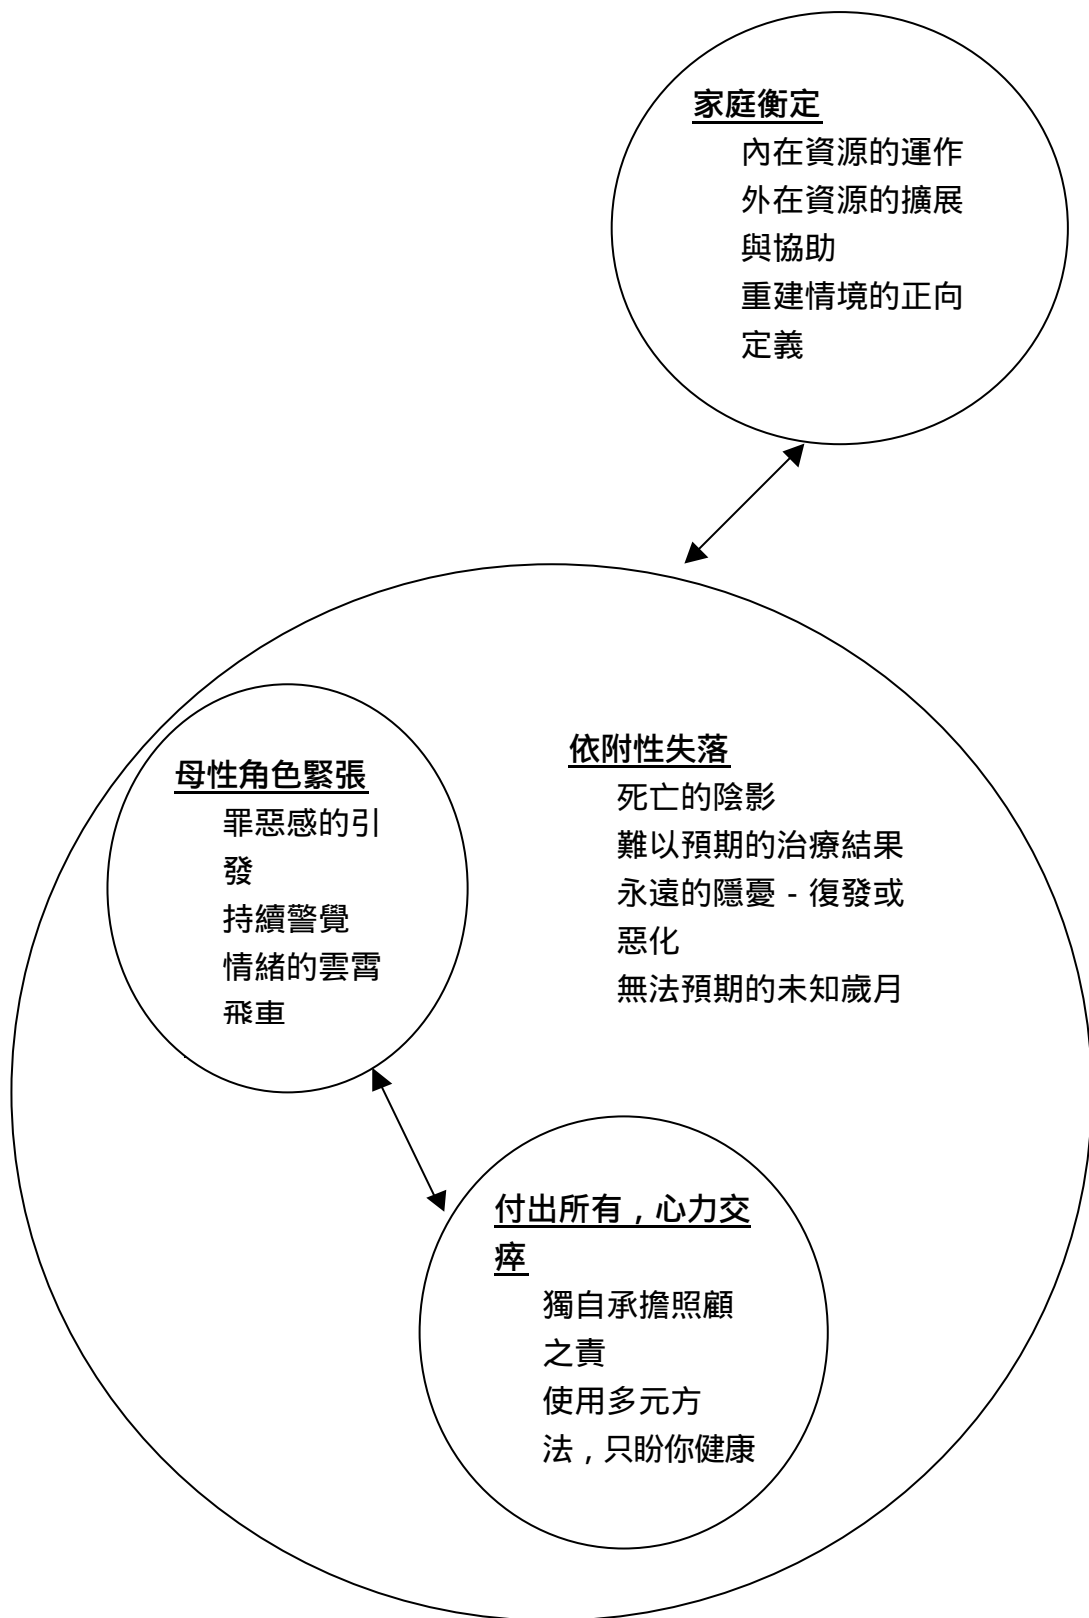 家庭衡定
內在資源的運作
外在資源的擴展
與協助
重建情境的正向
定義
母性角色緊張
罪惡感的引
發
持續警覺
情緒的雲霄
飛車
依附性失落
死亡的陰影
難以預期的治療結果
永遠的隱憂 - 復發或
惡化
無法預期的未知歲月
付出所有，心力交
瘁
獨自承擔照顧
之責
使用多元方
法，只盼你健康